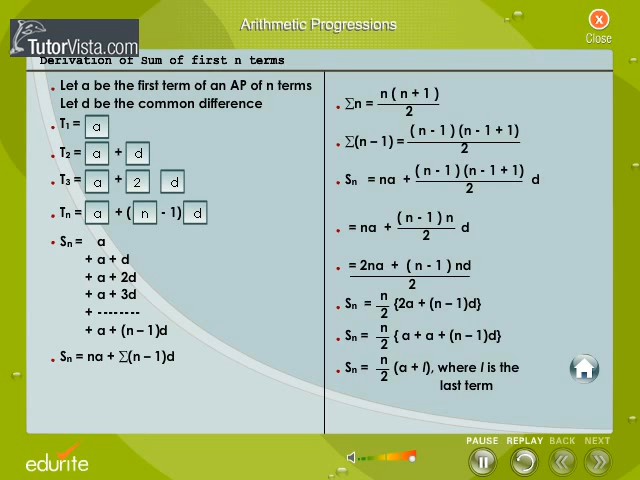 Arithmetic Progressions
Close
TutorVista.com
Derivation of Sum of first n terms
• Let a be the first term of an AP of n terms
Let d be the common difference
• T₁ = a
• T₂ = a + d
• T₃ = a + 2 d
• Tₙ = a + ( n - 1) d
• Sₙ = a
+ a + d
+ a + 2d
+ a + 3d
+ --------
+ a + (n – 1)d
• Sₙ = na + ∑(n – 1)d
• ∑n = n ( n + 1 )
2
• ∑(n – 1) = ( n - 1 ) (n - 1 + 1)
2
• Sₙ = na + ( n - 1 ) (n - 1 + 1) d
2
• = na + ( n - 1 ) n d
2
• = 2na + ( n - 1 ) nd
2
• Sₙ = n {2a + (n – 1)d}
2
• Sₙ = n { a + a + (n – 1)d}
2
• Sₙ = n (a + l), where l is the
2
last term
PAUSE REPLAY BACK NEXT
edurite